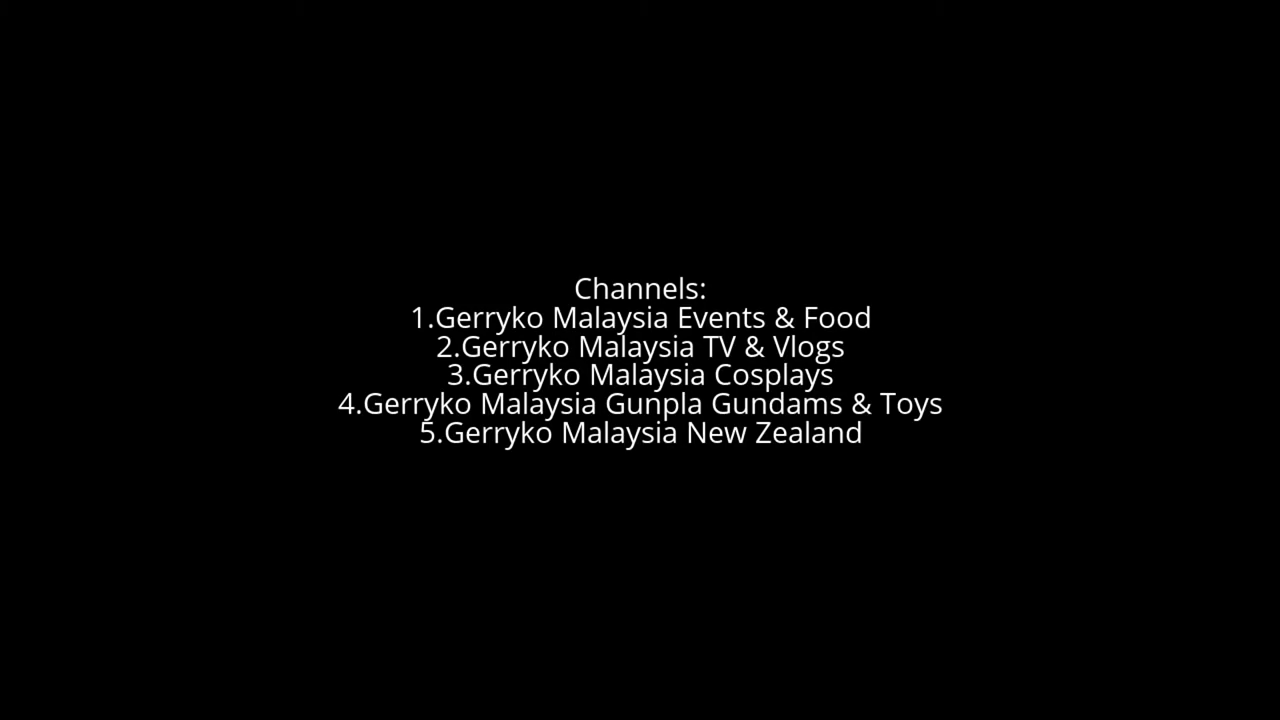 Channels:
1.Gerryko Malaysia Events & Food
2.Gerryko Malaysia TV & Vlogs
3.Gerryko Malaysia Cosplays
4.Gerryko Malaysia Gunpla Gundams & Toys
5.Gerryko Malaysia New Zealand